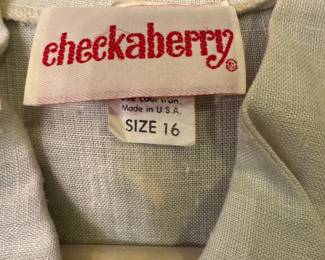 checkaberry®
Made in U.S.A.
SIZE 16